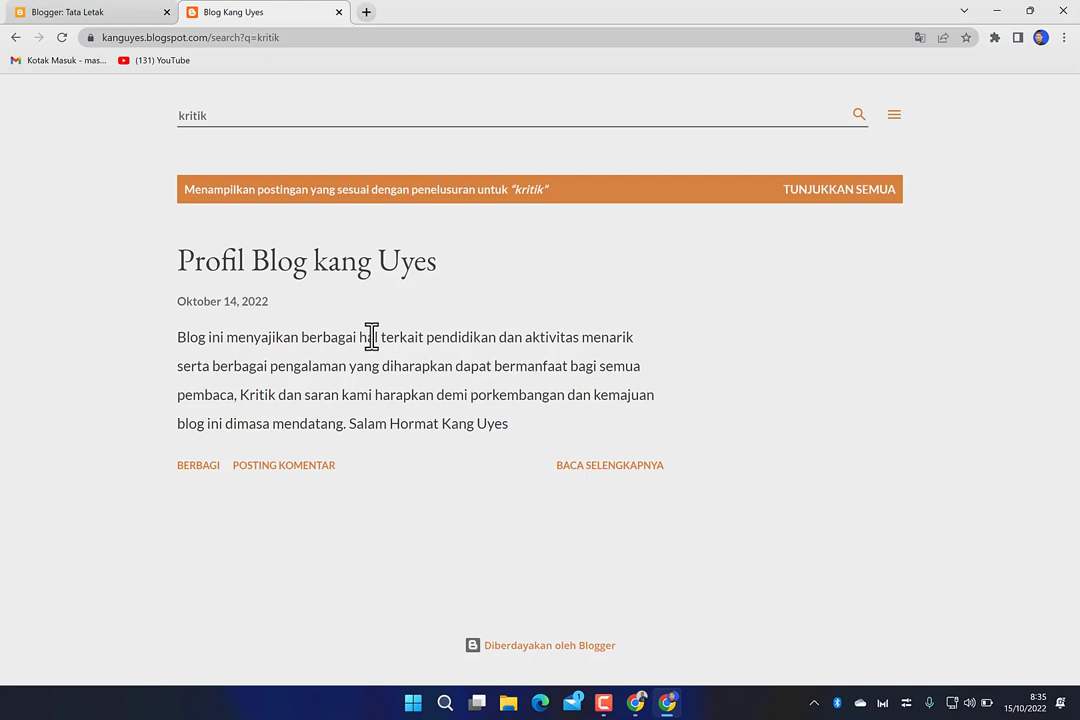 Blogger: Tata Letak
Blog Kang Uyes
kanguyes.blogspot.com/search?q=kritik
Kotak Masuk - mas...
(131) YouTube
kritik
Menampilkan postingan yang sesuai dengan penelusuran untuk “kritik”
TUNJUKKAN SEMUA
Profil Blog kang Uyes
Oktober 14, 2022
Blog ini menyajikan berbagai hal terkait pendidikan dan aktivitas menarik
serta berbagai pengalaman yang diharapkan dapat bermanfaat bagi semua
pembaca, Kritik dan saran kami harapkan demi porkembangan dan kemajuan
blog ini dimasa mendatang. Salam Hormat Kang Uyes
BERBAGI
POSTING KOMENTAR
BACA SELENGKAPNYA
Diberdayakan oleh Blogger
1
8:35
15/10/2022